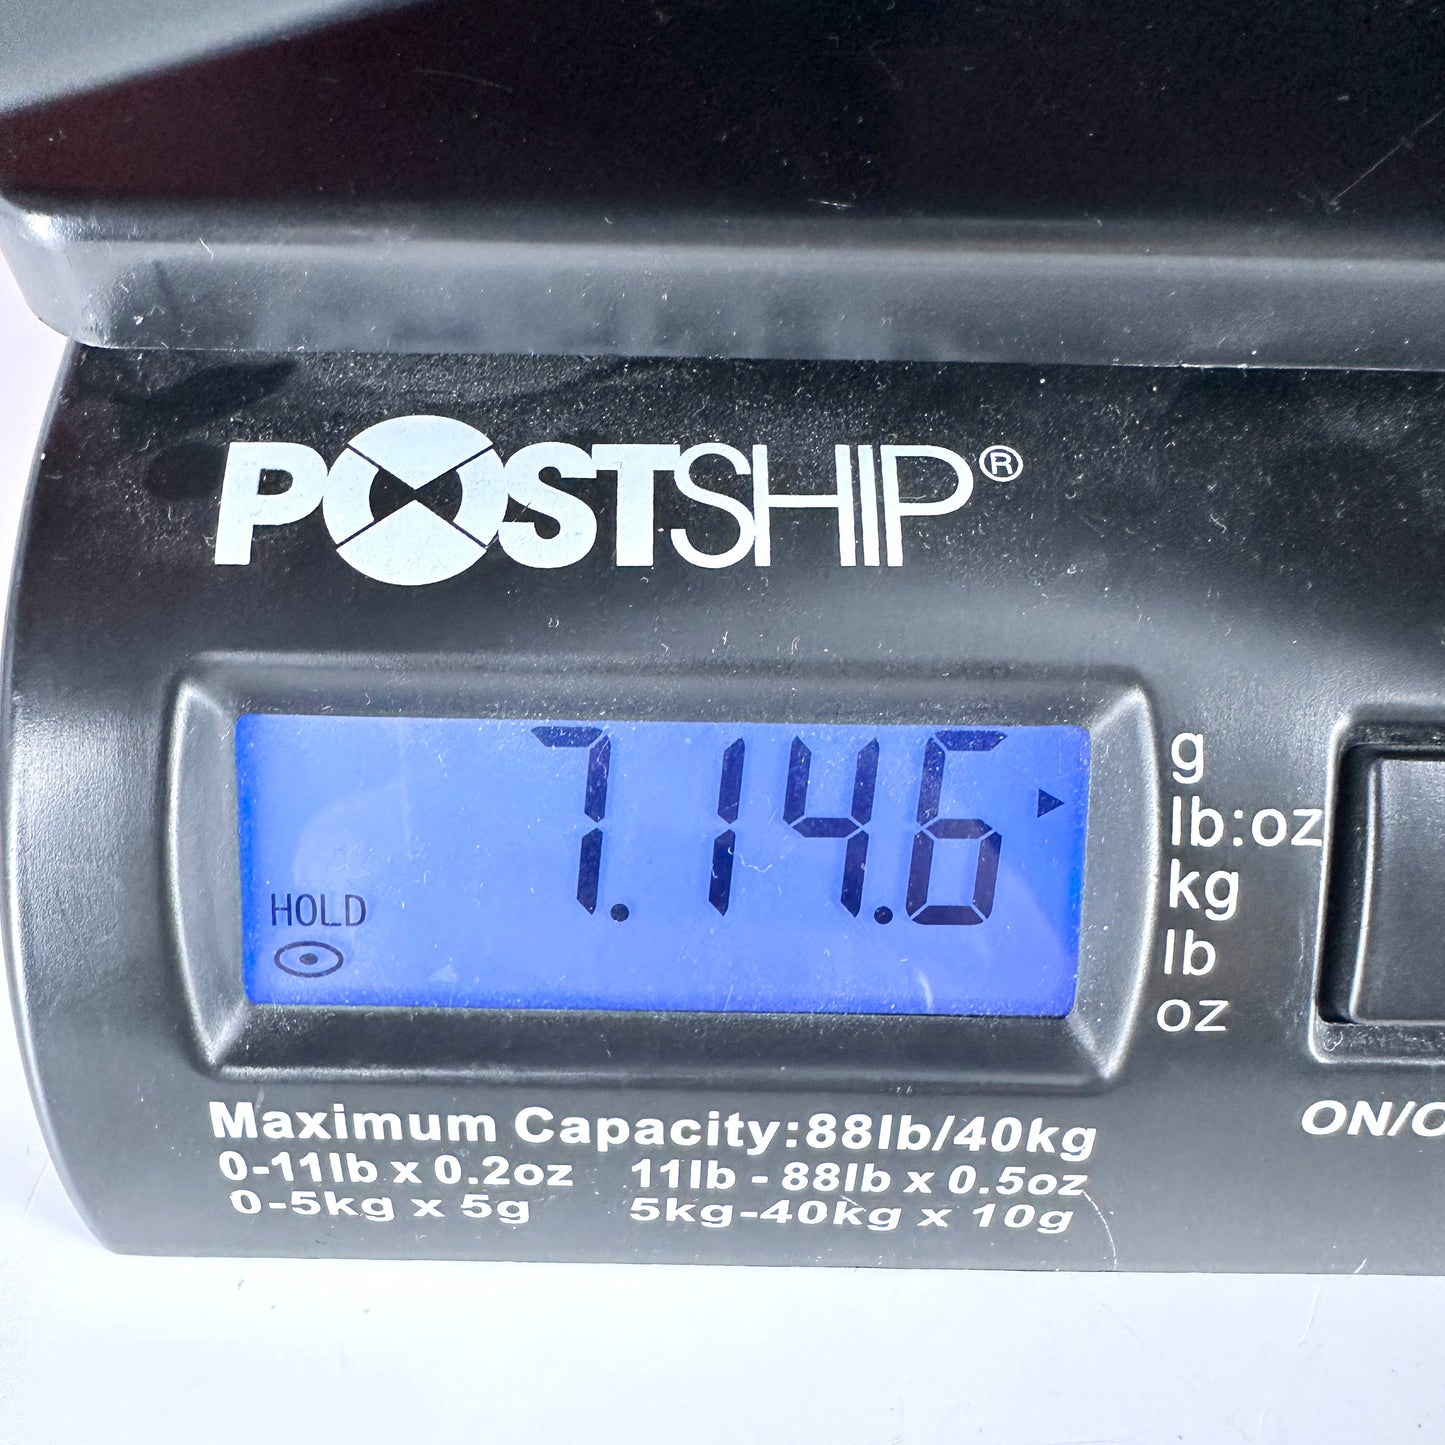 POSTSHIP®
7.14.6
HOLD
g
lb:oz
kg
lb
oz
Maximum Capacity:88lb/40kg
0-11lb x 0.2oz 11lb - 88lb x 0.5oz
0-5kg x 5g 5kg-40kg x 10g
ON/O